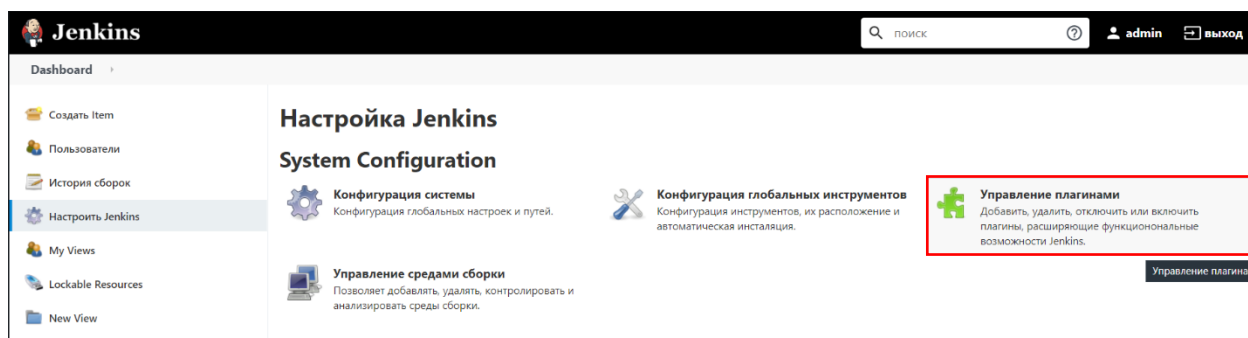 Jenkins
поиск
admin
выход
Dashboard
Создать Item
Пользователи
История сборок
Настроить Jenkins
My Views
Lockable Resources
New View
Настройка Jenkins
System Configuration
Конфигурация системы
Конфигурация глобальных настроек и путей.
Конфигурация глобальных инструментов
Конфигурация инструментов, их расположение и
автоматическая инсталяция.
Управление плагинами
Добавить, удалить, отключить или включить
плагины, расширяющие функциональные
возможности Jenkins.
Управление плагина
Управление средами сборки
Позволяет добавлять, удалять, контролировать и
анализировать среды сборки.